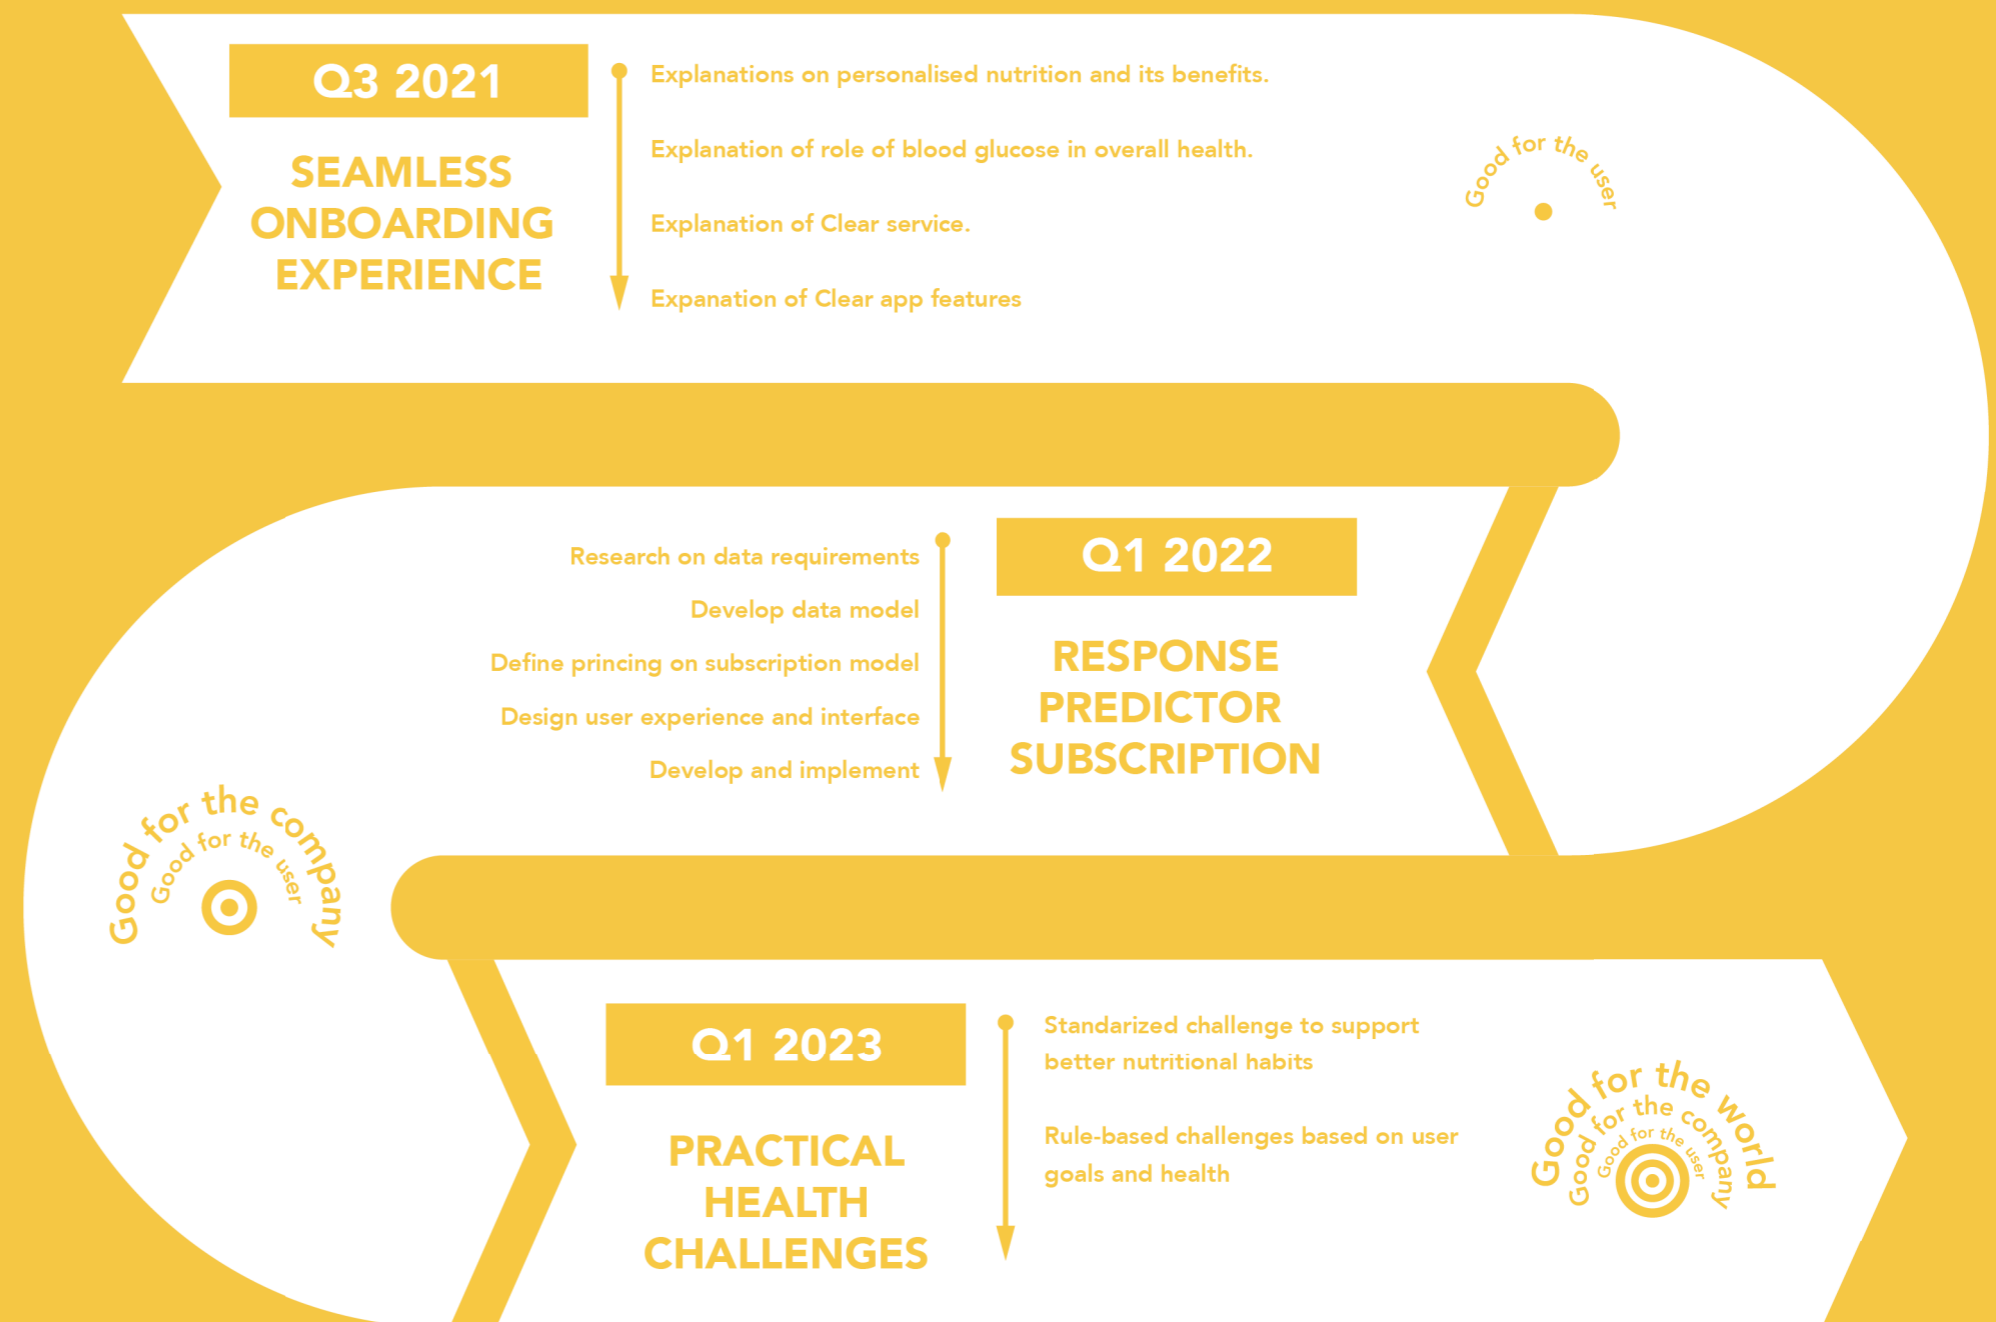 Q3 2021
SEAMLESS
ONBOARDING
EXPERIENCE
Explanations on personalised nutrition and its benefits.
Explanation of role of blood glucose in overall health.
Explanation of Clear service.
Expanation of Clear app features
Good for the user
Research on data requirements
Develop data model
Define princing on subscription model
Design user experience and interface
Develop and implement
Q1 2022
RESPONSE
PREDICTOR
SUBSCRIPTION
Good for the company
Good for the user
Q1 2023
PRACTICAL
HEALTH
CHALLENGES
Standarized challenge to support
better nutritional habits
Rule-based challenges based on user
goals and health
Good for the world
Good for the company
Good for the user